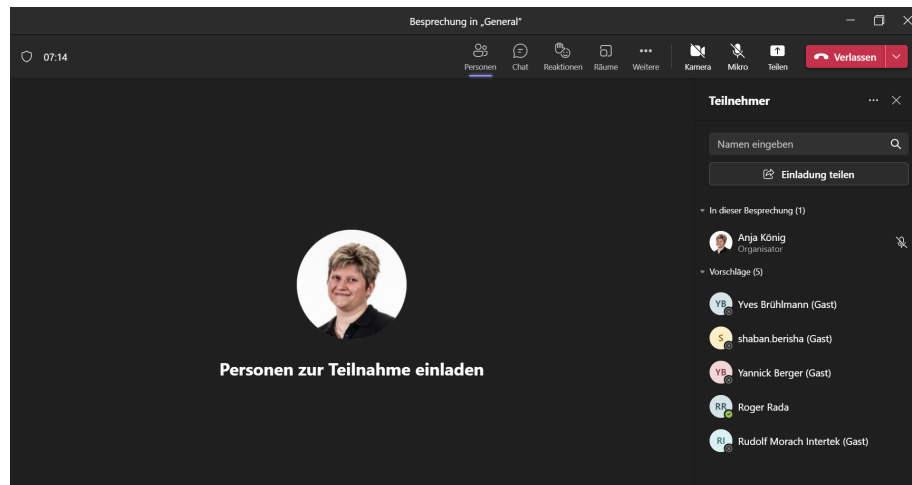 Besprechung in „General“
07:14
Personen
Chat
Reaktionen
Räume
Weitere
Kamera
Mikro
Teilen
Verlassen
Teilnehmer
Namen eingeben
Einladung teilen
In dieser Besprechung (1)
Anja König
Organisator
Vorschläge (5)
YB Yves Brühlmann (Gast)
S shaban.berisha (Gast)
YB Yannick Berger (Gast)
RR Roger Rada
RI Rudolf Morach Intertek (Gast)
Personen zur Teilnahme einladen